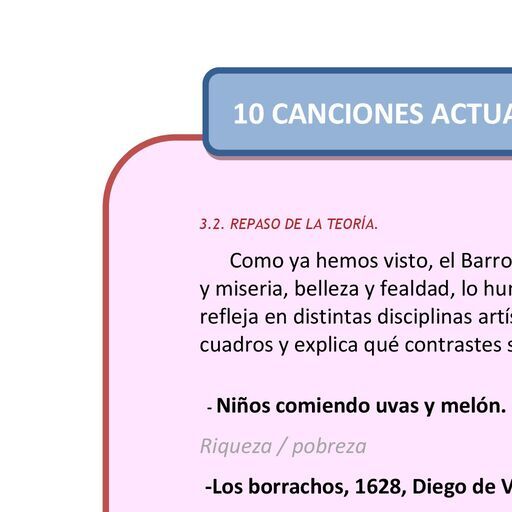 10 CANCIONES ACTUA
3.2. REPASO DE LA TEORÍA.
Como ya hemos visto, el Barro
y miseria, belleza y fealdad, lo hu
refleja en distintas disciplinas artí
cuadros y explica qué contrastes s
- Niños comiendo uvas y melón.
Riqueza / pobreza
-Los borrachos, 1628, Diego de V